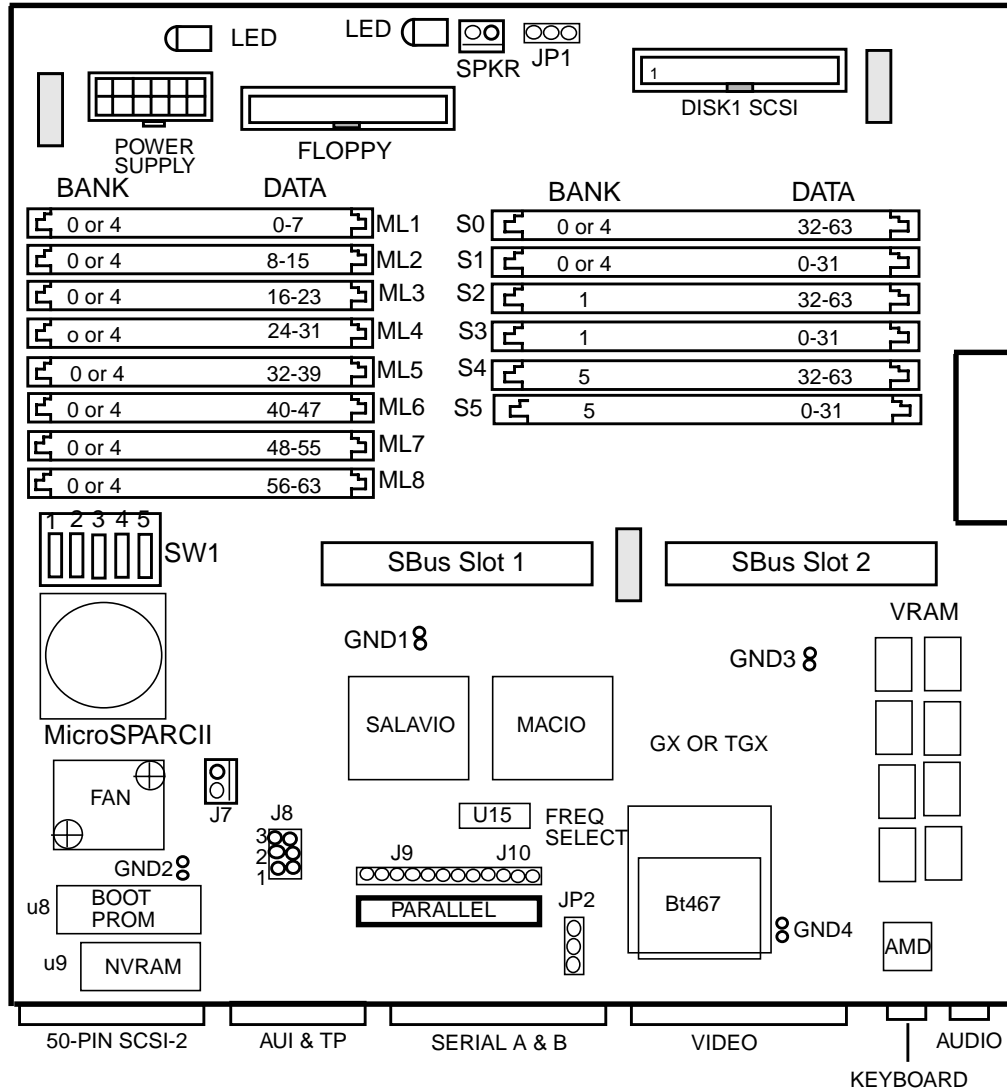 LED
LED
SPKR
JP1
1
DISK1 SCSI
POWER
SUPPLY
FLOPPY
BANK DATA
0 or 4 0-7 ML1
0 or 4 8-15 ML2
0 or 4 16-23 ML3
o or 4 24-31 ML4
0 or 4 32-39 ML5
0 or 4 40-47 ML6
0 or 4 48-55 ML7
0 or 4 56-63 ML8
BANK DATA
S0 0 or 4 32-63
S1 0 or 4 0-31
S2 1 32-63
S3 1 0-31
S4 5 32-63
S5 5 0-31
1 2 3 4 5
SW1
SBus Slot 1
SBus Slot 2
VRAM
GND1
GND3
MicroSPARCII
SALAVIO
MACIO
GX OR TGX
FAN
J7
J8
3
2
1
U15
FREQ
SELECT
J9 J10
GND2
u8
BOOT
PROM
PARALLEL
JP2
Bt467
GND4
AMD
u9
NVRAM
50-PIN SCSI-2
AUI & TP
SERIAL A & B
VIDEO
AUDIO
KEYBOARD